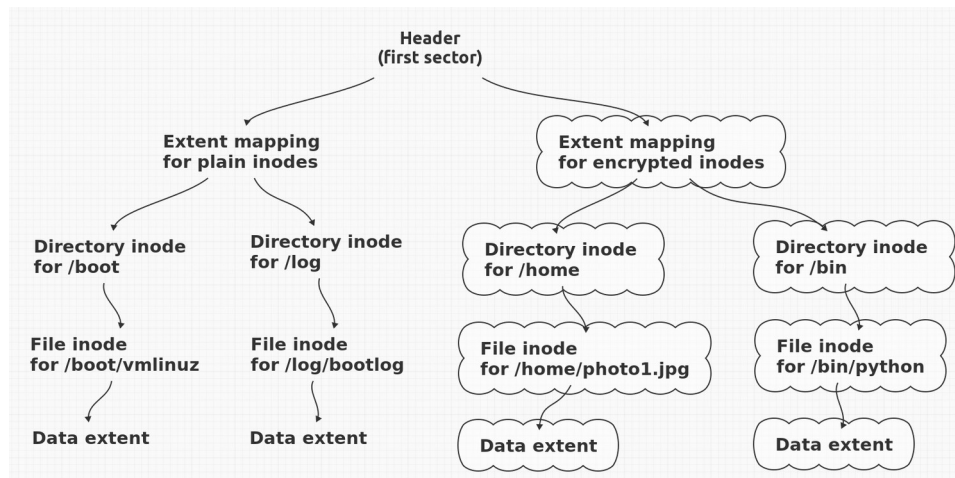 Header
(first sector)
Extent mapping
for plain inodes
Extent mapping
for encrypted inodes
Directory inode
for /boot
Directory inode
for /log
Directory inode
for /home
Directory inode
for /bin
File inode
for /boot/vmlinuz
File inode
for /log/bootlog
File inode
for /home/photo1.jpg
File inode
for /bin/python
Data extent
Data extent
Data extent
Data extent